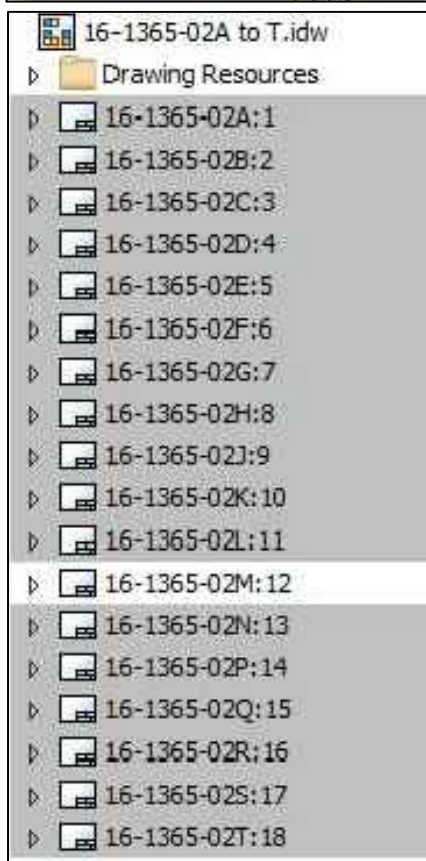 16-1365-02A to T.idw
Drawing Resources
16-1365-02A:1
16-1365-02B:2
16-1365-02C:3
16-1365-02D:4
16-1365-02E:5
16-1365-02F:6
16-1365-02G:7
16-1365-02H:8
16-1365-02J:9
16-1365-02K:10
16-1365-02L:11
16-1365-02M:12
16-1365-02N:13
16-1365-02P:14
16-1365-02Q:15
16-1365-02R:16
16-1365-02S:17
16-1365-02T:18